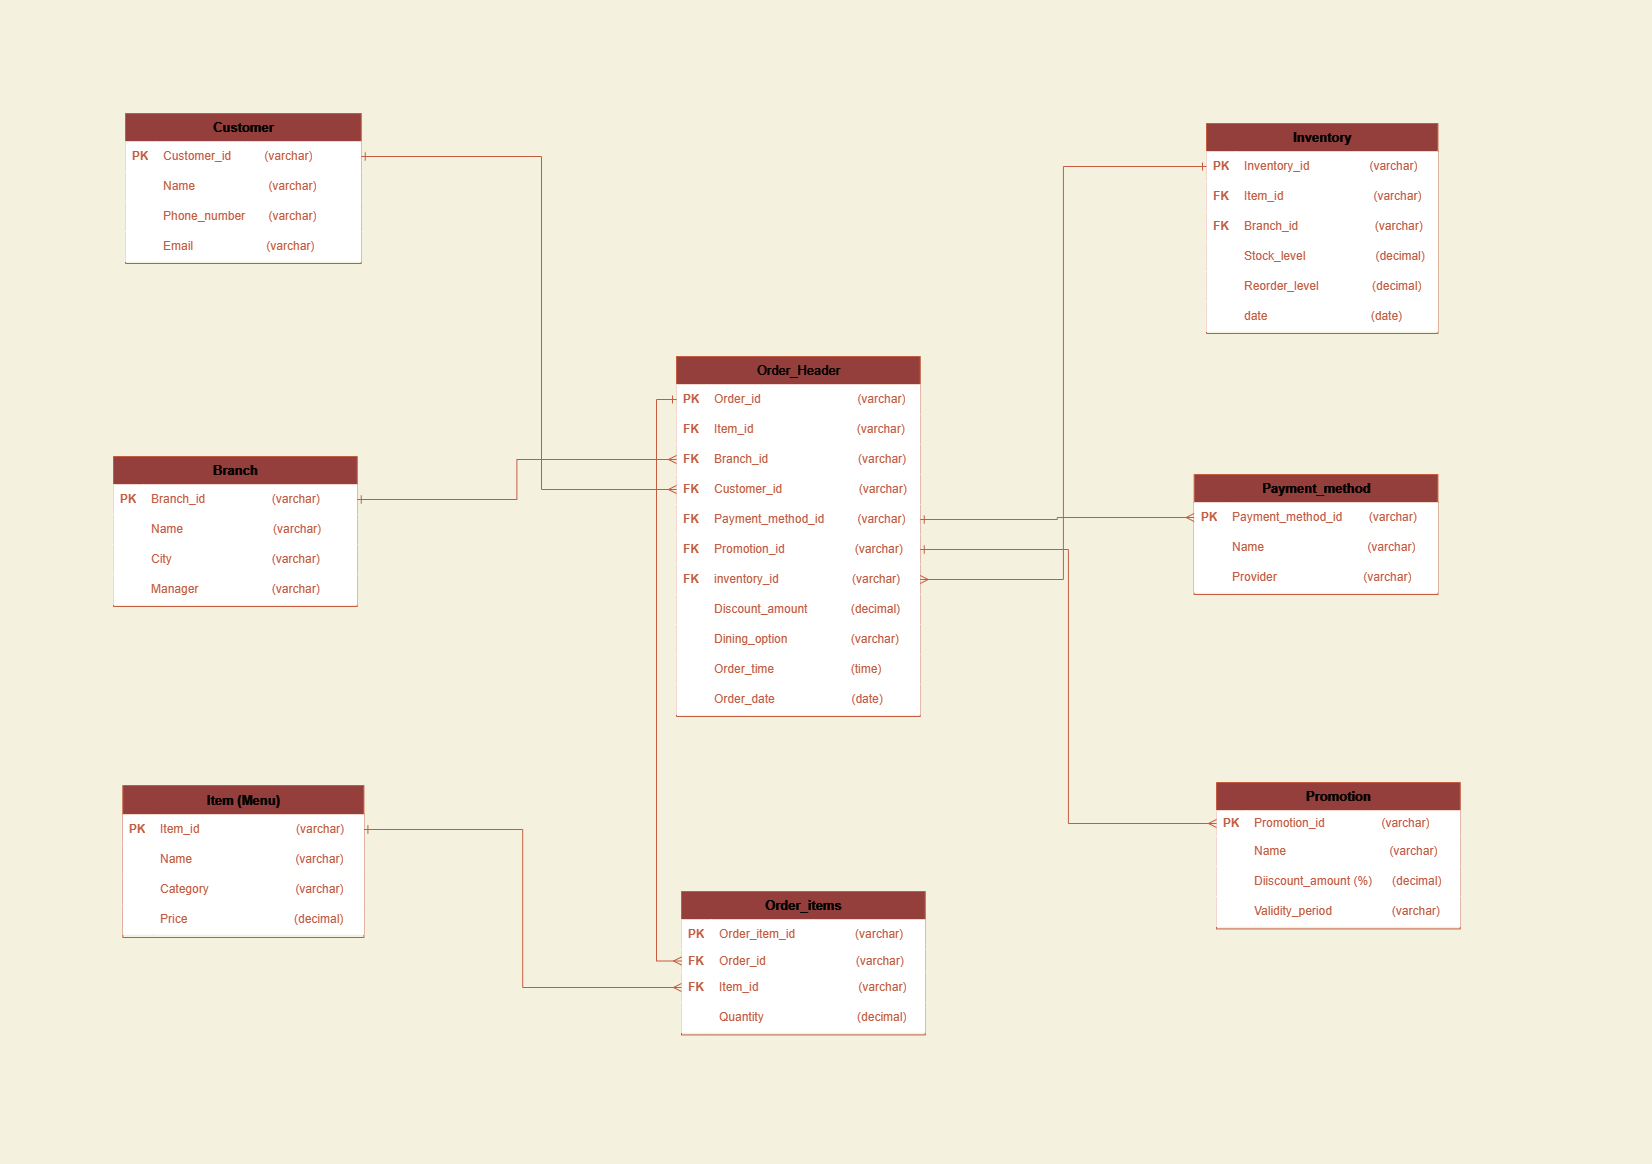 Customer
PK Customer_id (varchar)
Name (varchar)
Phone_number (varchar)
Email (varchar)
Inventory
PK Inventory_id (varchar)
FK Item_id (varchar)
FK Branch_id (varchar)
Stock_level (decimal)
Reorder_level (decimal)
date (date)
Order_Header
PK Order_id (varchar)
FK Item_id (varchar)
FK Branch_id (varchar)
FK Customer_id (varchar)
FK Payment_method_id (varchar)
FK Promotion_id (varchar)
FK inventory_id (varchar)
Discount_amount (decimal)
Dining_option (varchar)
Order_time (time)
Order_date (date)
Branch
PK Branch_id (varchar)
Name (varchar)
City (varchar)
Manager (varchar)
Payment_method
PK Payment_method_id (varchar)
Name (varchar)
Provider (varchar)
Item (Menu)
PK Item_id (varchar)
Name (varchar)
Category (varchar)
Price (decimal)
Order_items
PK Order_item_id (varchar)
FK Order_id (varchar)
FK Item_id (varchar)
Quantity (decimal)
Promotion
PK Promotion_id (varchar)
Name (varchar)
Diiscount_amount (%) (decimal)
Validity_period (varchar)